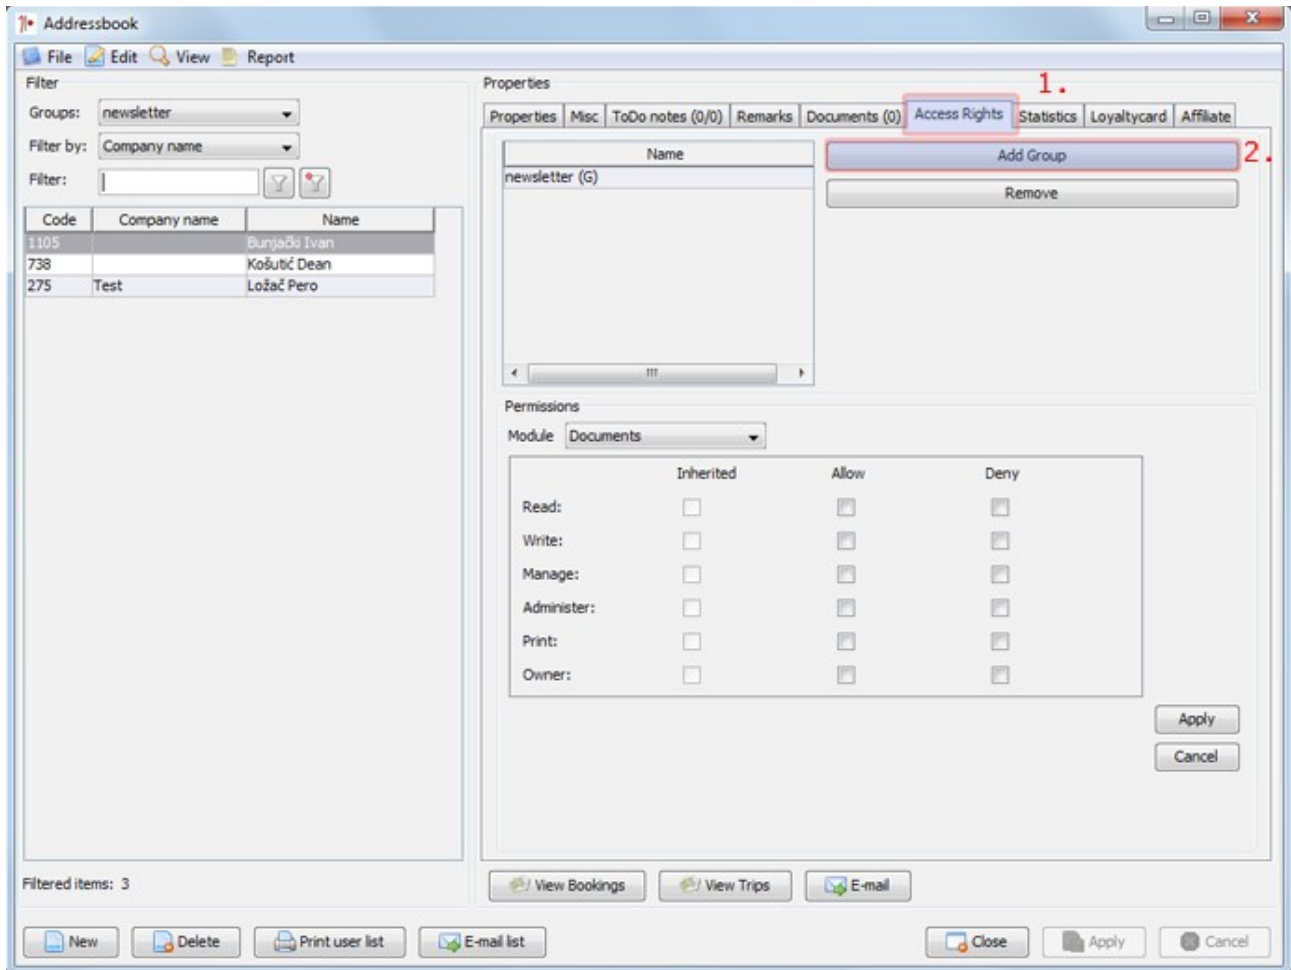 Addressbook
File Edit View Report
Filter
Groups: newsletter
Filter by: Company name
Filter:
Code Company name Name
1105 Bunjački Ivan
738 Košutić Dean
275 Test Ložač Pero
Filtered items: 3
Properties
1.
Properties Misc ToDo notes (0/0) Remarks Documents (0) Access Rights Statistics Loyaltycard Affiliate
Name
newsletter (G)
Add Group
2.
Remove
Permissions
Module Documents
Inherited Allow Deny
Read:
Write:
Manage:
Administer:
Print:
Owner:
Apply
Cancel
View Bookings View Trips E-mail
New Delete Print user list E-mail list Close Apply Cancel